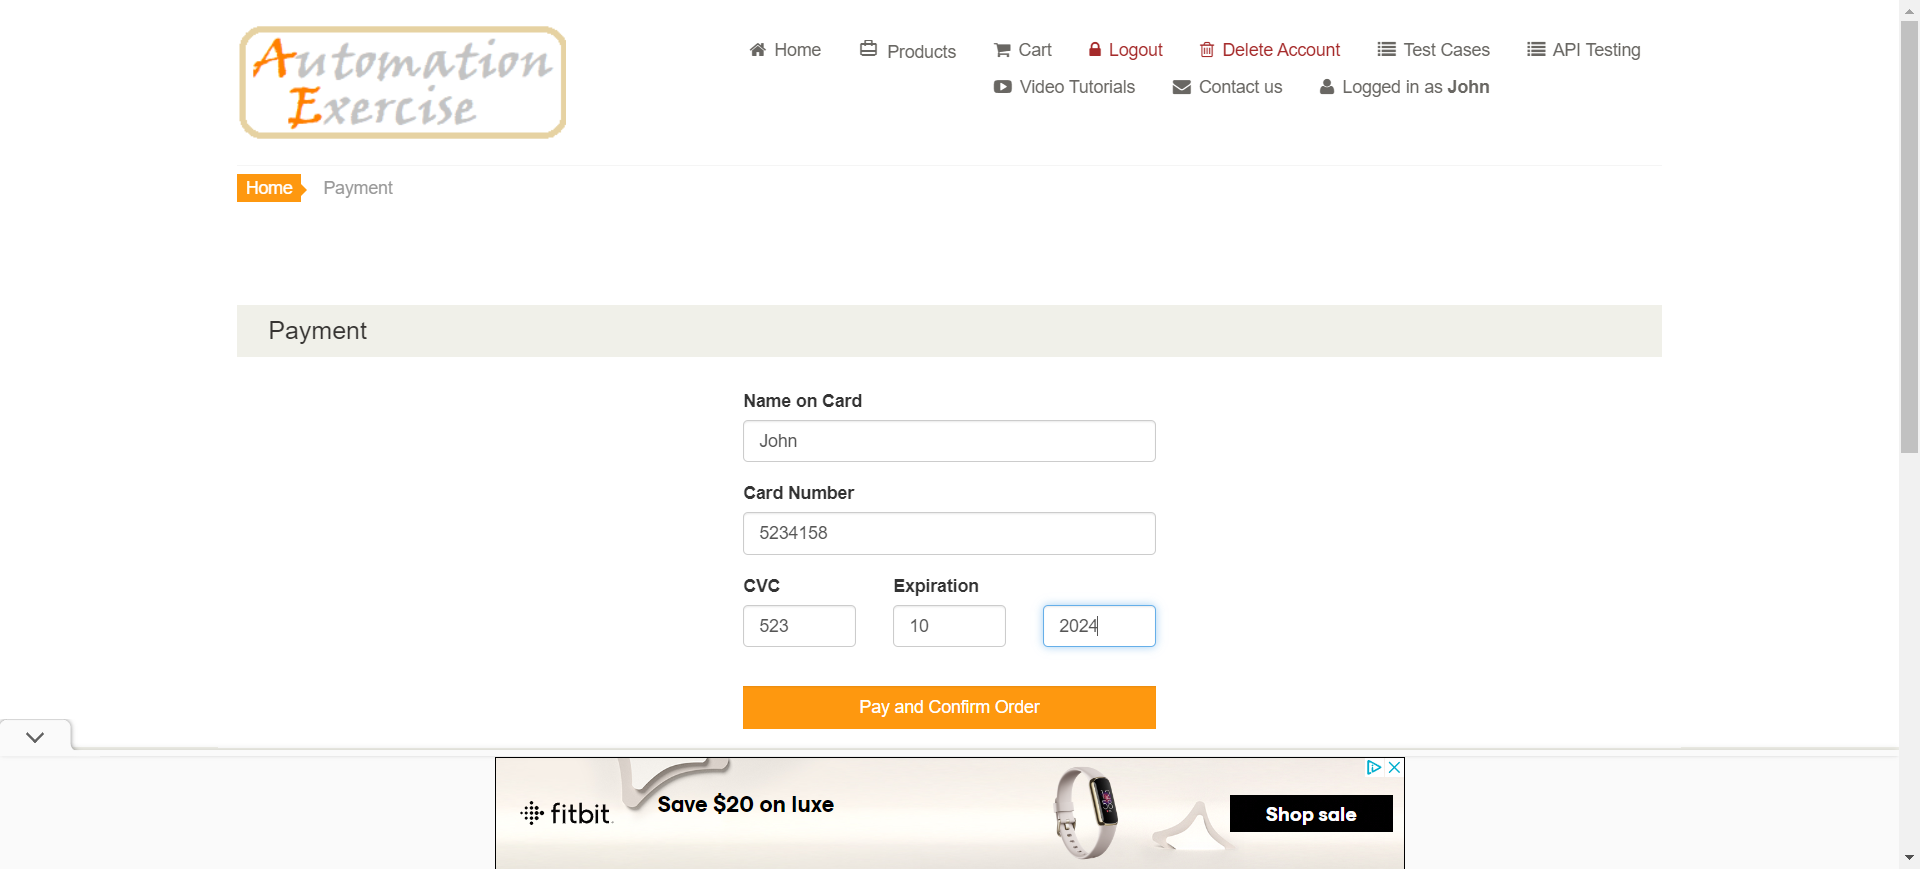 Automation
Exercise
Home
Products
Cart
Logout
Delete Account
Test Cases
API Testing
Video Tutorials
Contact us
Logged in as John
Home
Payment
Payment
Name on Card
John
Card Number
5234158
CVC
Expiration
523
10
2024
Pay and Confirm Order
fitbit
Save $20 on luxe
Shop sale